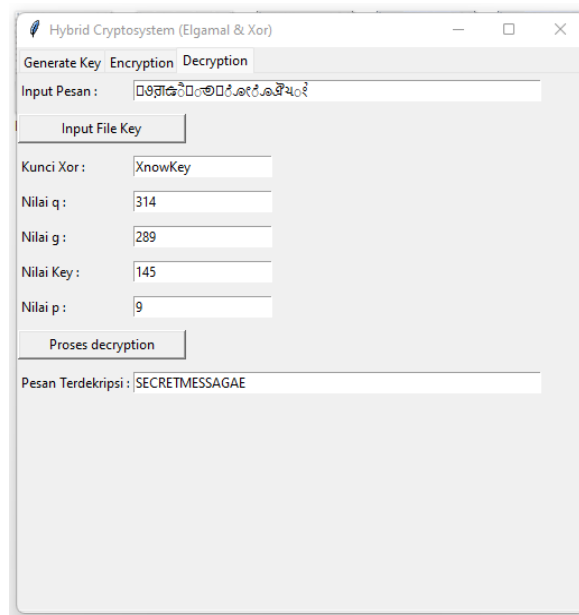 Hybrid Cryptosystem (Elgamal & Xor)
Generate Key Encryption Decryption
Input Pesan :
Input File Key
Kunci Xor : XnowKey
Nilai q : 314
Nilai g : 289
Nilai Key : 145
Nilai p : 9
Proses decryption
Pesan Terdekripsi : SECRETMESSAGAE